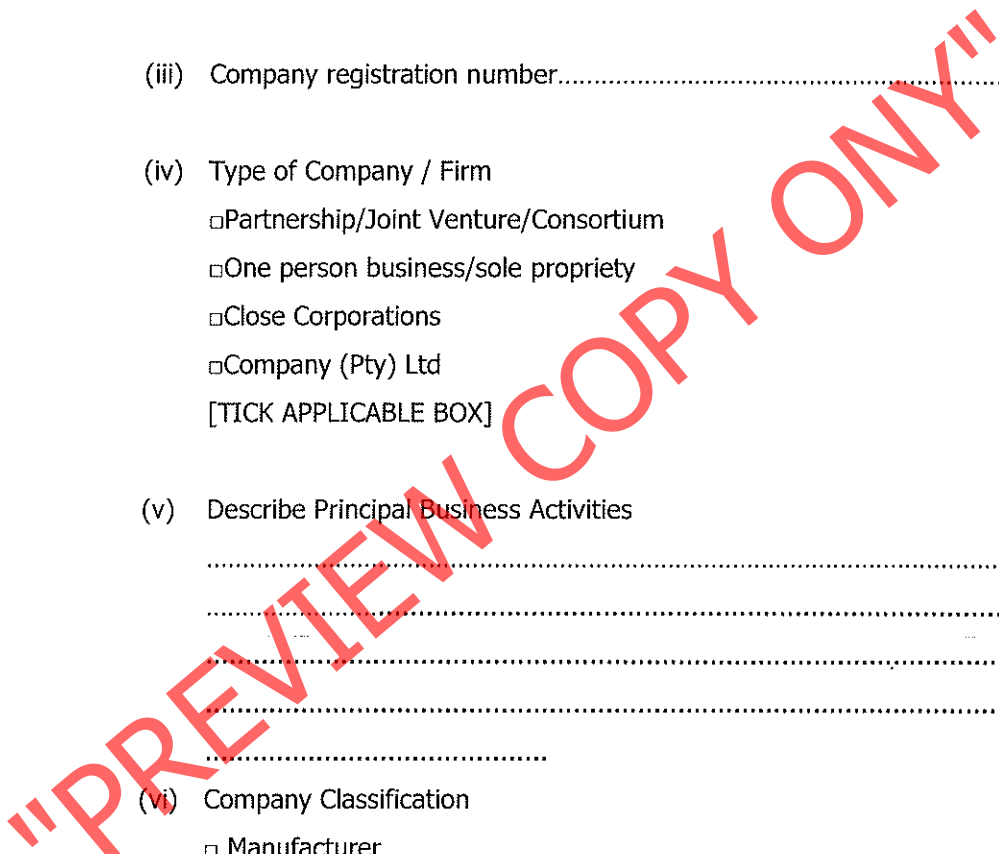 (iii) Company registration number..........................................................
(iv) Type of Company / Firm
□Partnership/Joint Venture/Consortium
□One person business/sole propriety
□Close Corporations
□Company (Pty) Ltd
[TICK APPLICABLE BOX]
(v) Describe Principal Business Activities
(vi) Company Classification
□ Manufacturer
"PREVIEW COPY ONY"